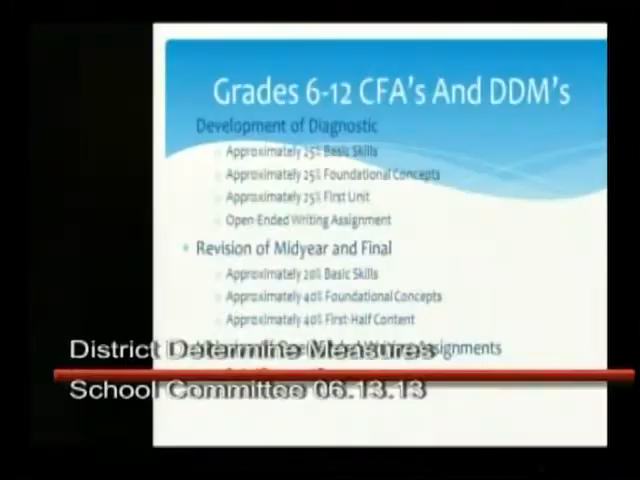 Grades 6-12 CFA's And DDM's
Development of Diagnostic
Approximately 25% Basic Skills
Approximately 25% Foundational Concepts
Approximately 25% First Unit
Open-Ended Writing Assignment
Revision of Midyear and Final
Approximately 20% Basic Skills
Approximately 40% Foundational Concepts
Approximately 40% First-Half Content
Writing Assignments
District Determine Measures
School Committee 06.13.13